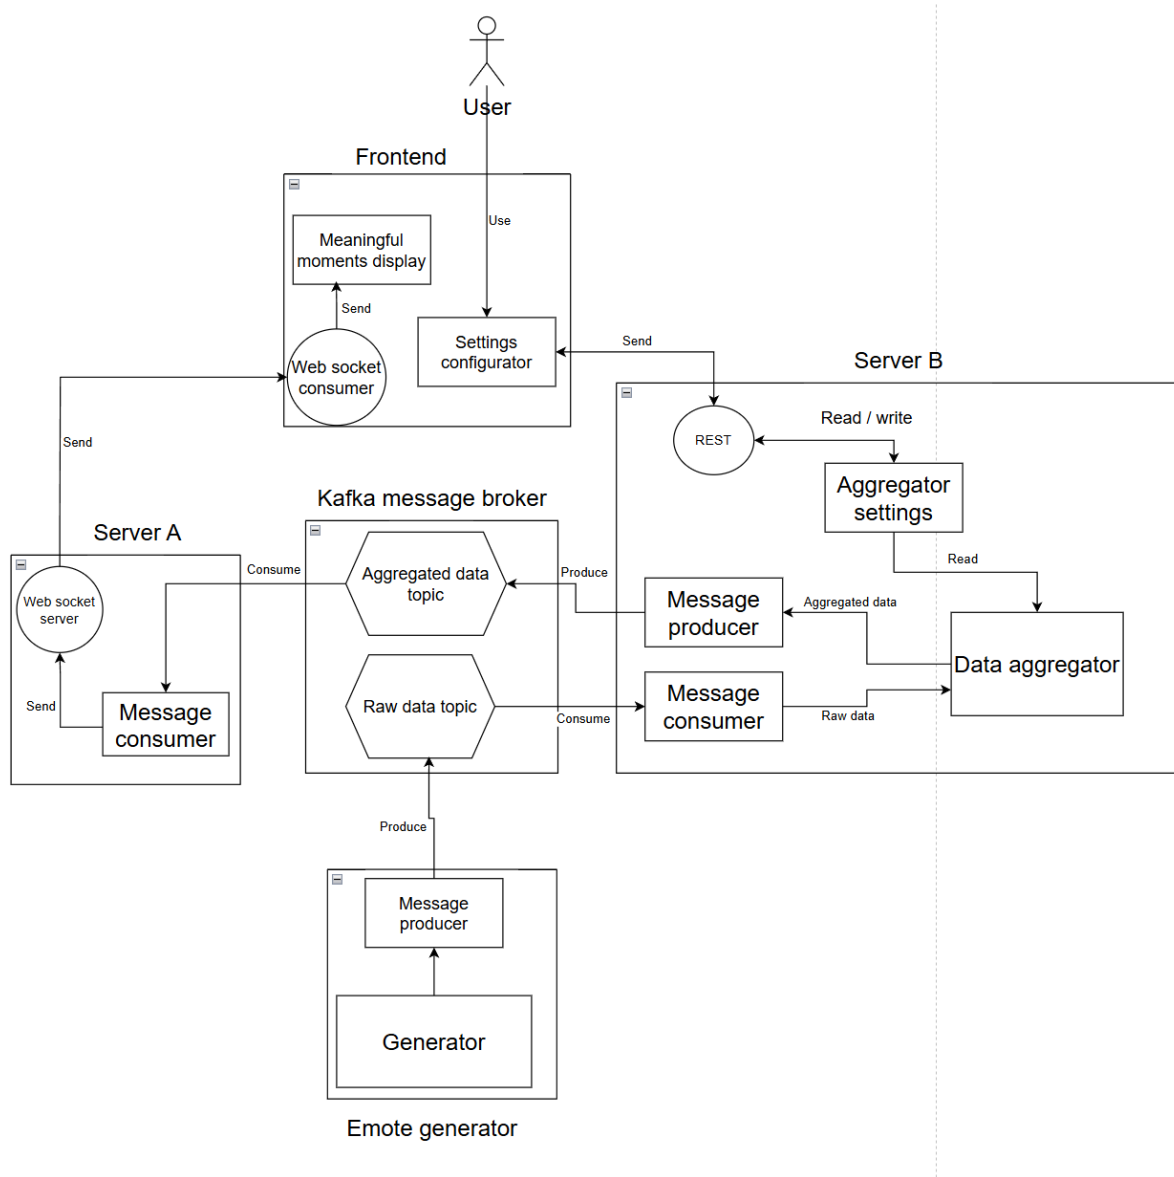 User
Frontend
Use
Meaningful
moments display
Send
Web socket
consumer
Settings
configurator
Send
Server B
REST
Read / write
Aggregator
settings
Read
Send
Kafka message broker
Server A
Consume
Aggregated data
topic
Produce
Message
producer
Aggregated data
Data aggregator
Web socket
server
Send
Message
consumer
Raw data topic
Consume
Message
consumer
Raw data
Produce
Message
producer
Generator
Emote generator